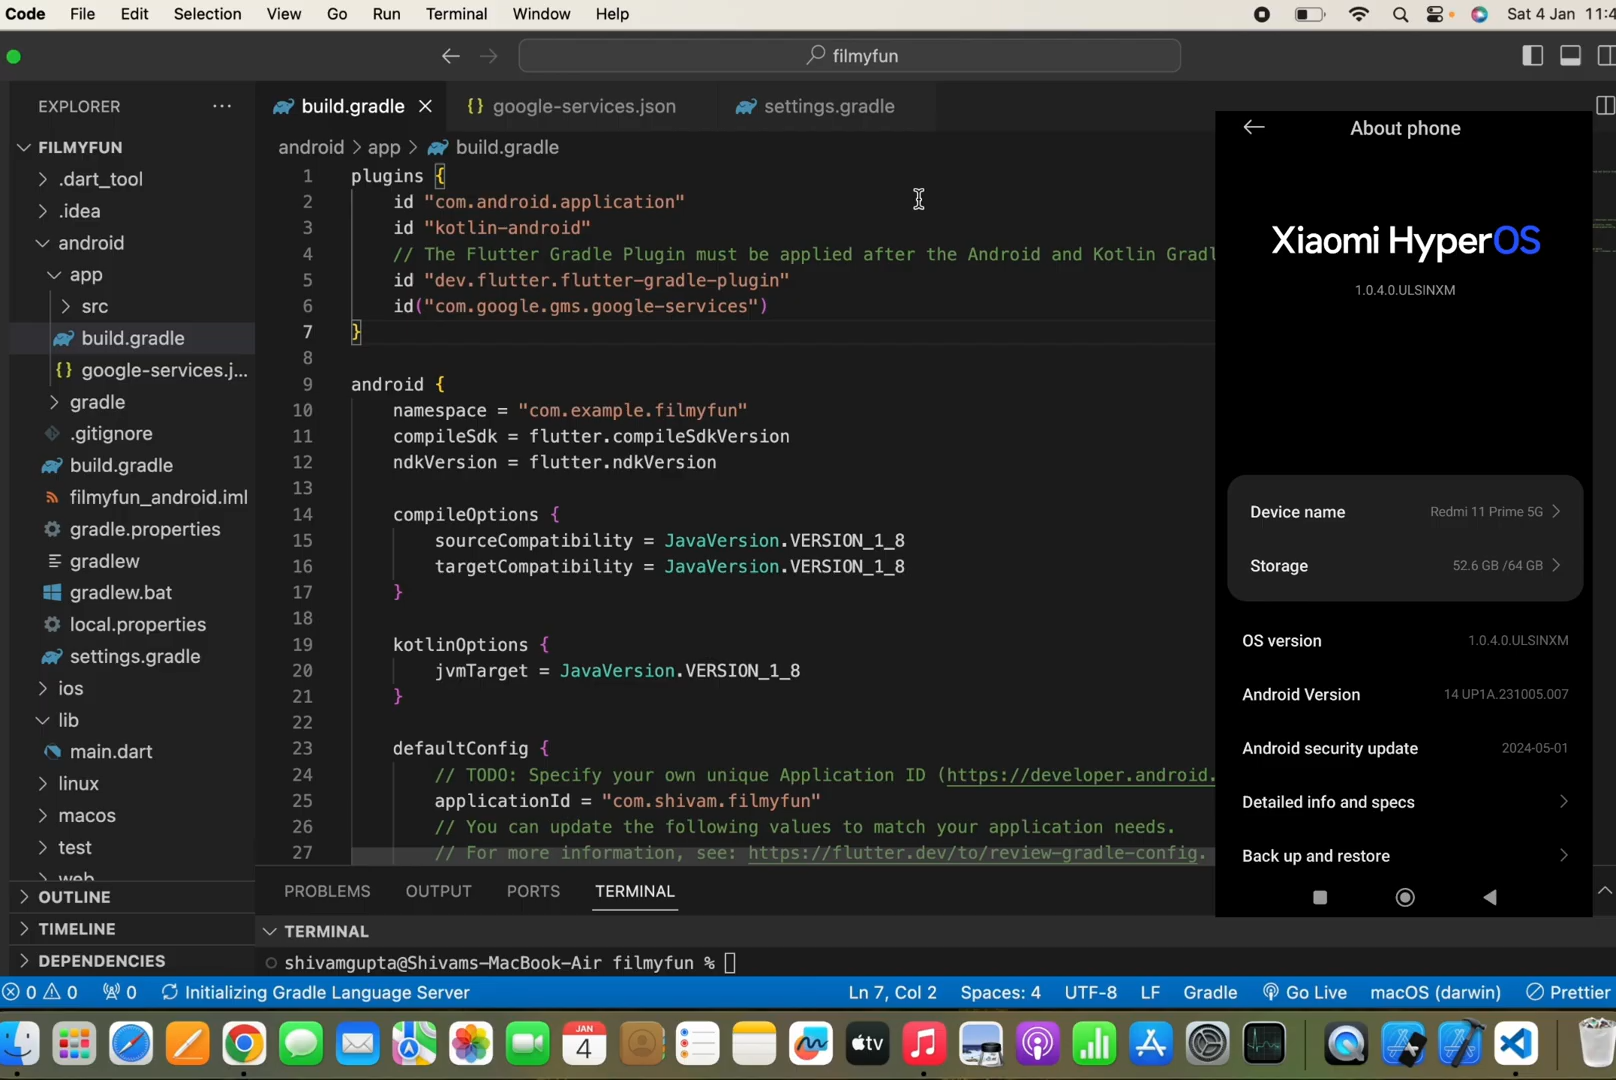 Code File Edit Selection View Go Run Terminal Window Help Sat 4 Jan 11:4
filmyfun
EXPLORER ...
build.gradle
google-services.json
settings.gradle
FILMYFUN
.dart_tool
.idea
android
app
src
build.gradle
google-services.j...
gradle
.gitignore
build.gradle
filmyfun_android.iml
gradle.properties
gradlew
gradlew.bat
local.properties
settings.gradle
ios
lib
main.dart
linux
macos
test
web
OUTLINE
TIMELINE
DEPENDENCIES
android > app > build.gradle
1 plugins {
2 id "com.android.application"
3 id "kotlin-android"
4 // The Flutter Gradle Plugin must be applied after the Android and Kotlin Gradl
5 id "dev.flutter.flutter-gradle-plugin"
6 id("com.google.gms.google-services")
7 }
8
9 android {
10 namespace = "com.example.filmyfun"
11 compileSdk = flutter.compileSdkVersion
12 ndkVersion = flutter.ndkVersion
13
14 compileOptions {
15 sourceCompatibility = JavaVersion.VERSION_1_8
16 targetCompatibility = JavaVersion.VERSION_1_8
17 }
18
19 kotlinOptions {
20 jvmTarget = JavaVersion.VERSION_1_8
21 }
22
23 defaultConfig {
24 // TODO: Specify your own unique Application ID (https://developer.android.
25 applicationId = "com.shivam.filmyfun"
26 // You can update the following values to match your application needs.
27 // For more information, see: https://flutter.dev/to/review-gradle-config.
About phone
Xiaomi HyperOS
1.0.4.0.ULSINXM
Device name Redmi 11 Prime 5G
Storage 52.6 GB /64 GB
OS version 1.0.4.0.ULSINXM
Android Version 14 UP1A.231005.007
Android security update 2024-05-01
Detailed info and specs
Back up and restore
PROBLEMS OUTPUT PORTS TERMINAL
TERMINAL
shivamgupta@Shivams-MacBook-Air filmyfun %
0 0 0 Initializing Gradle Language Server Ln 7, Col 2 Spaces: 4 UTF-8 LF Gradle Go Live macOS (darwin) Prettier
JAN
4
tv